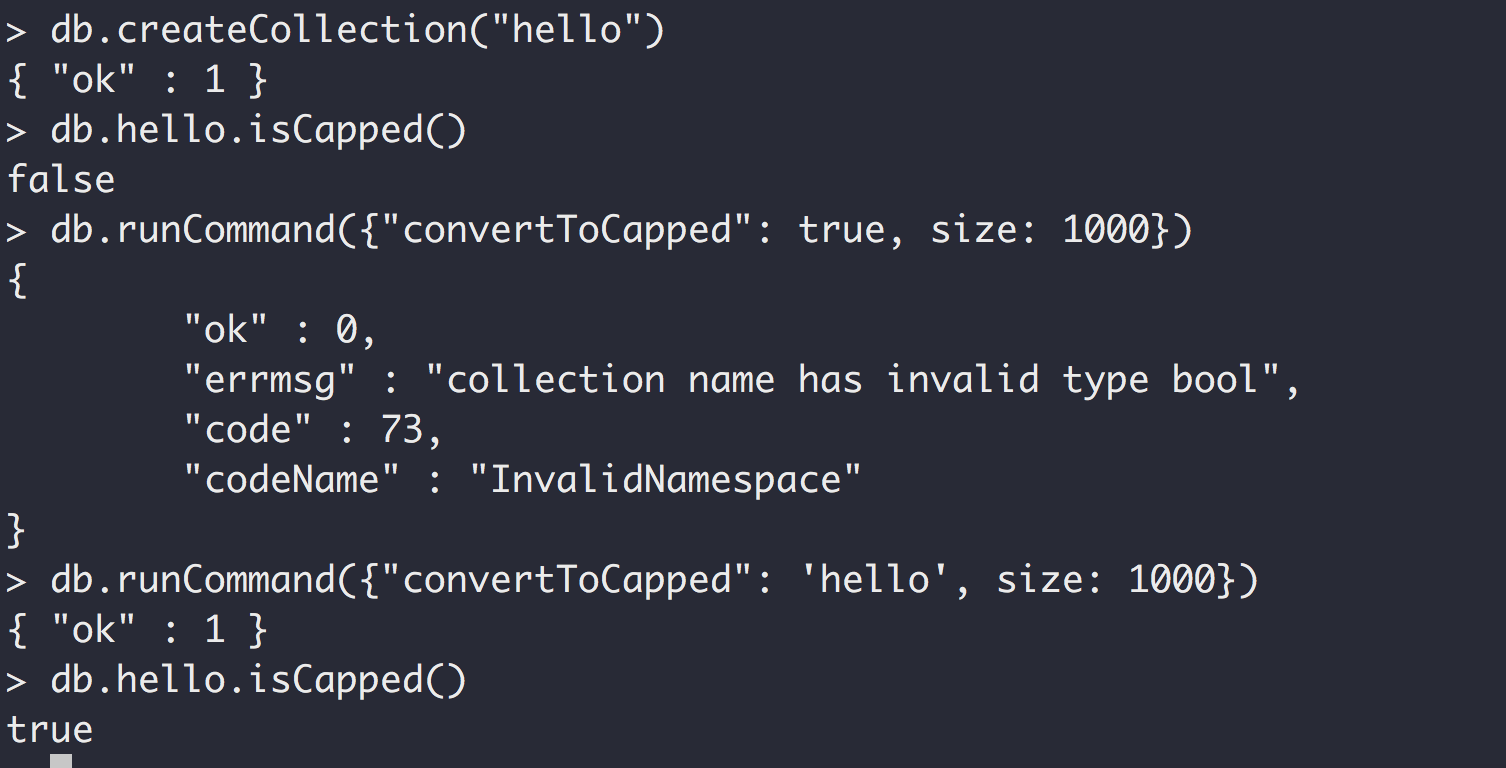 > db.createCollection("hello")
{ "ok" : 1 }
> db.hello.isCapped()
false
> db.runCommand({"convertToCapped": true, size: 1000})
{
        "ok" : 0,
        "errmsg" : "collection name has invalid type bool",
        "code" : 73,
        "codeName" : "InvalidNamespace"
}
> db.runCommand({"convertToCapped": 'hello', size: 1000})
{ "ok" : 1 }
> db.hello.isCapped()
true